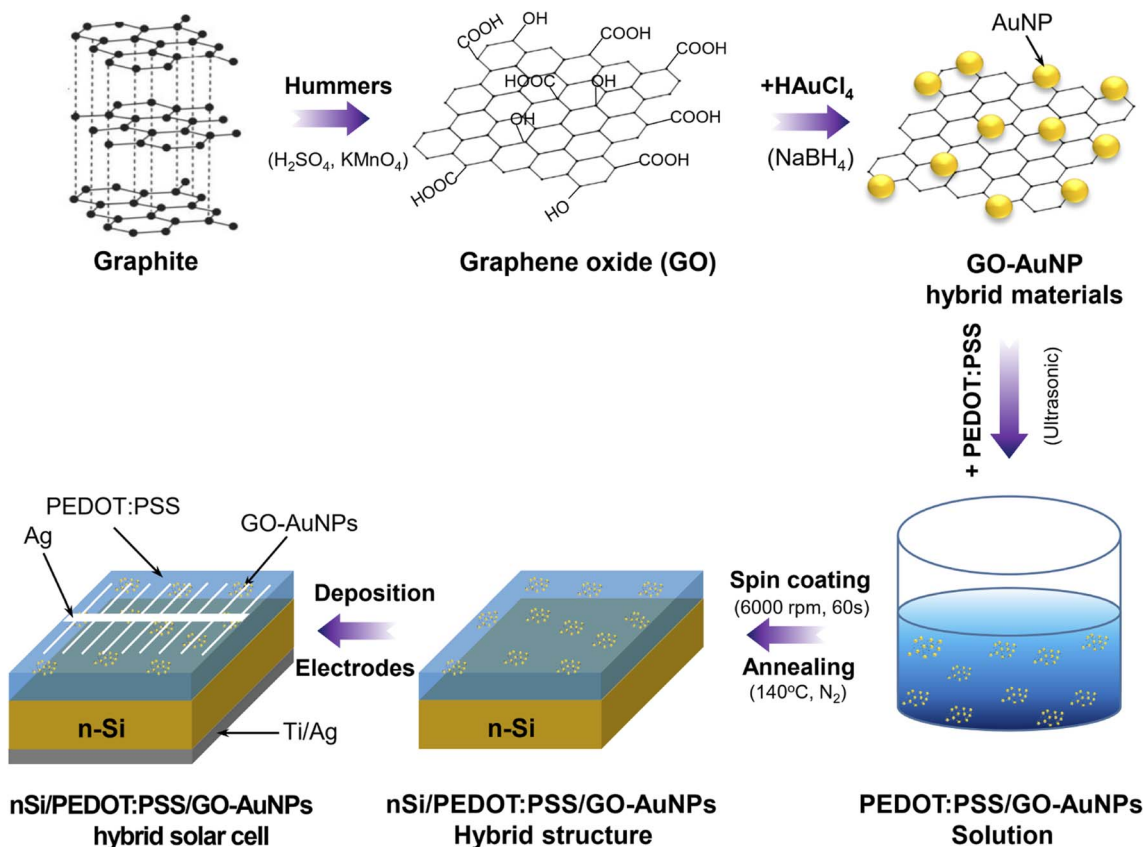 COOH
OH
COOH
COOH
AuNP
Hummers
(H₂SO₄, KMnO₄)
HOOC
OH
OH
COOH
COOH
HOOC
HO
+HAuCl₄
(NaBH₄)
Graphite
Graphene oxide (GO)
GO-AuNP
hybrid materials
+ PEDOT:PSS
(Ultrasonic)
PEDOT:PSS
Ag
GO-AuNPs
Deposition
Electrodes
Spin coating
(6000 rpm, 60s)
Annealing
(140ºC, N₂)
n-Si
Ti/Ag
n-Si
nSi/PEDOT:PSS/GO-AuNPs
hybrid solar cell
nSi/PEDOT:PSS/GO-AuNPs
Hybrid structure
PEDOT:PSS/GO-AuNPs
Solution